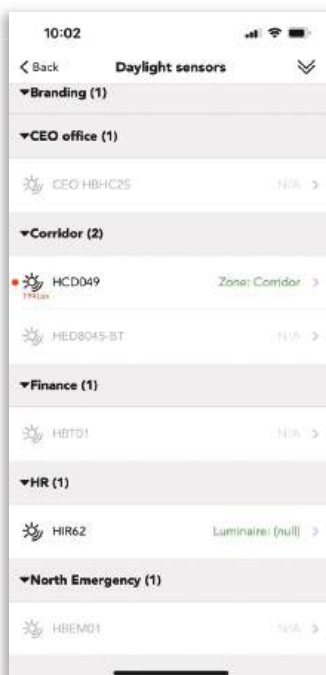 10:02
Back Daylight sensors
Branding (1)
CEO office (1)
CEO HBHC25 N/A
Corridor (2)
HCD049 Zone: Corridor
HED8045-BT N/A
Finance (1)
HBT01 N/A
HR (1)
HIR62 Luminaire: (null)
North Emergency (1)
HBEM01 N/A